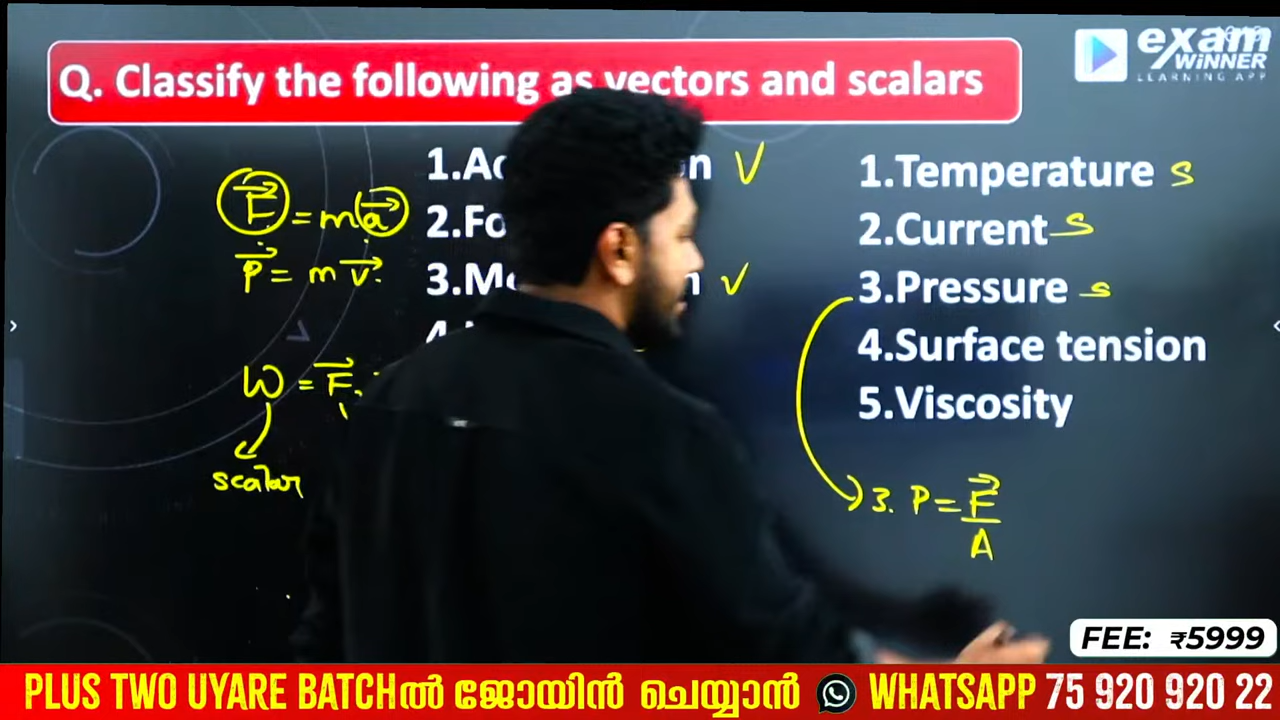 Q. Classify the following as vectors and scalars
exam
WINNER
LEARNING APP
F = m a
P = m v
W = F.
scalar
1.Ac n V
2.Fo
3.Mo n V
1.Temperature s
2.Current s
3.Pressure s
4.Surface tension
5.Viscosity
3. P = F
A
FEE: ₹5999
PLUS TWO UYARE BATCHൽ ജോയിൻ ചെയ്യാൻ WHATSAPP 75 920 920 22